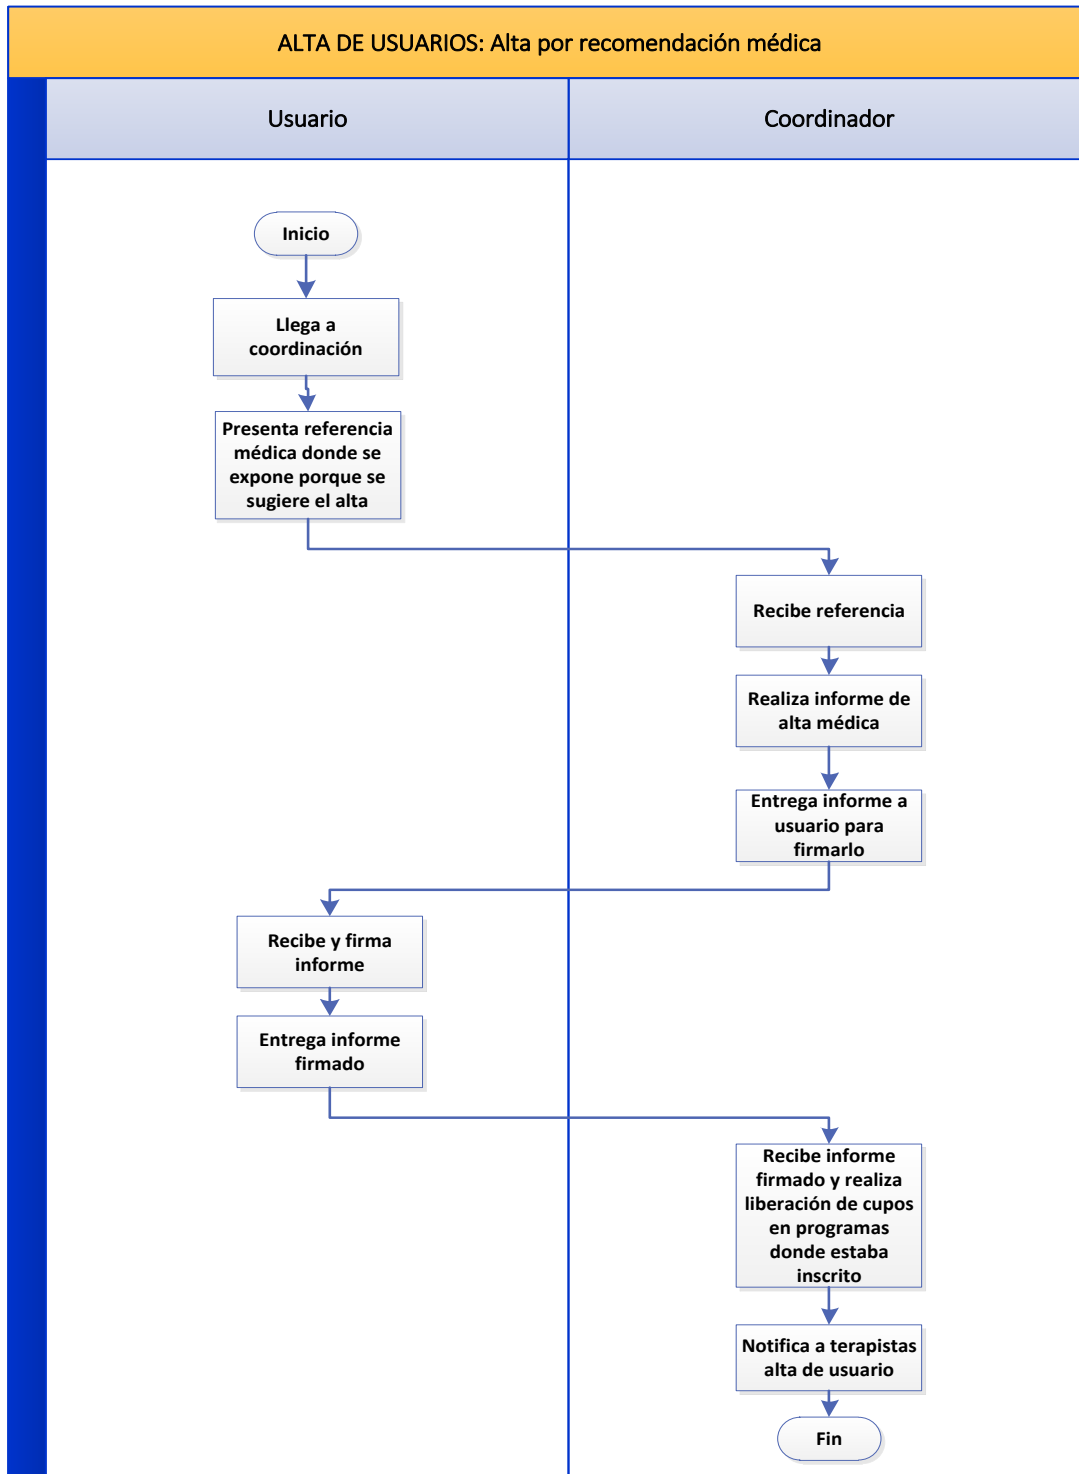 ALTA DE USUARIOS: Alta por recomendación médica
Usuario
Coordinador
Inicio
Llega a
coordinación
Presenta referencia
médica donde se
expone porque se
sugiere el alta
Recibe referencia
Realiza informe de
alta médica
Entrega informe a
usuario para
firmarlo
Recibe y firma
informe
Entrega informe
firmado
Recibe informe
firmado y realiza
liberación de cupos
en programas
donde estaba
inscrito
Notifica a terapistas
alta de usuario
Fin